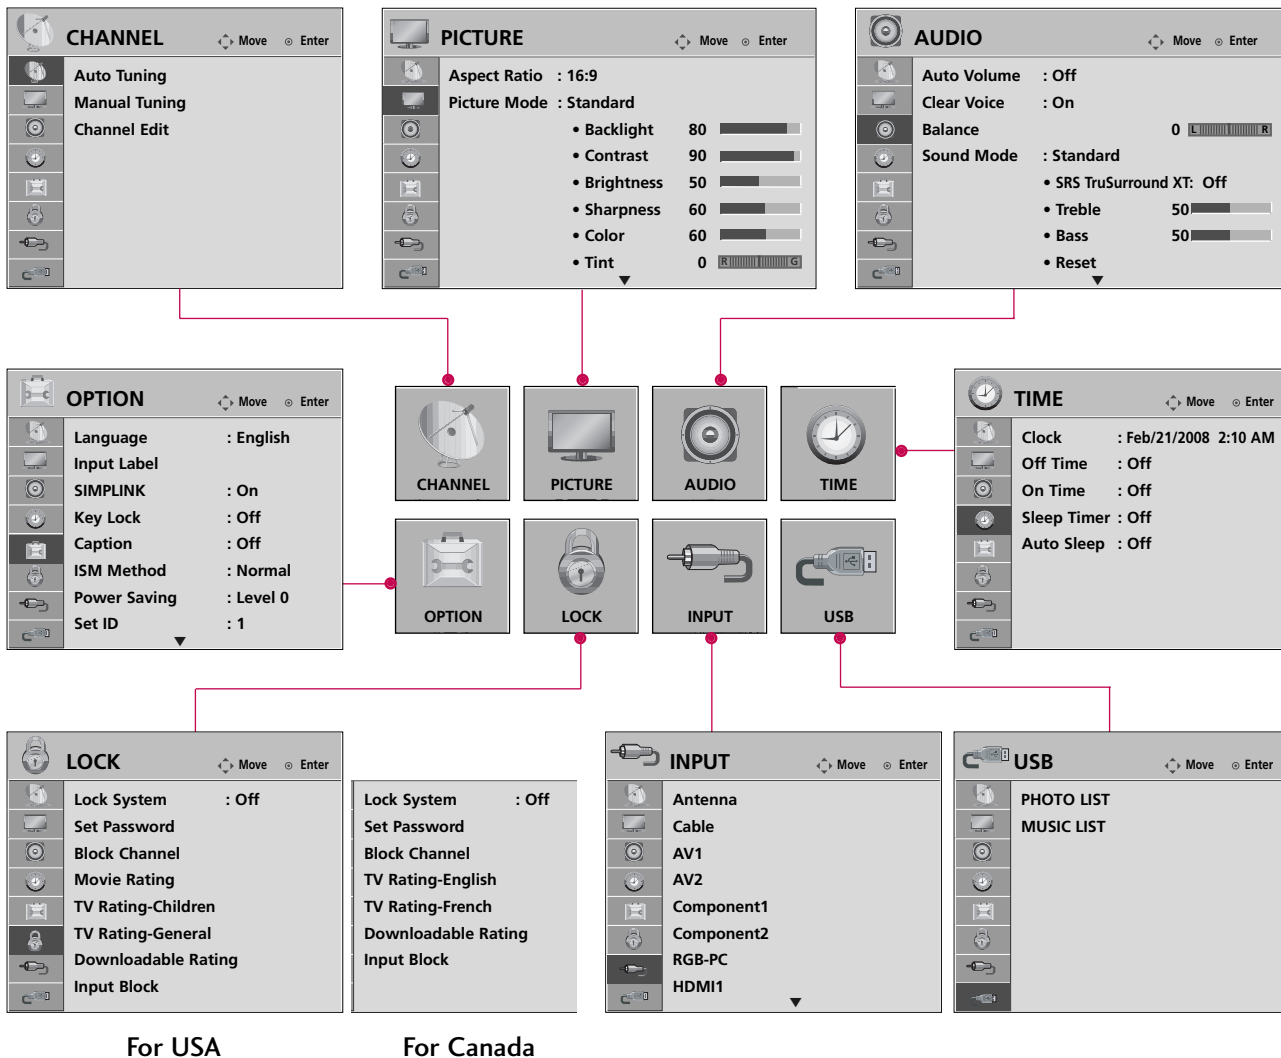 CHANNEL Move Enter
Auto Tuning
Manual Tuning
Channel Edit
PICTURE Move Enter
Aspect Ratio : 16:9
Picture Mode : Standard
• Backlight 80
• Contrast 90
• Brightness 50
• Sharpness 60
• Color 60
• Tint 0 R G
AUDIO Move Enter
Auto Volume : Off
Clear Voice : On
Balance 0 L R
Sound Mode : Standard
• SRS TruSurround XT: Off
• Treble 50
• Bass 50
• Reset
OPTION Move Enter
Language : English
Input Label
SIMPLINK : On
Key Lock : Off
Caption : Off
ISM Method : Normal
Power Saving : Level 0
Set ID : 1
CHANNEL
PICTURE
AUDIO
TIME
OPTION
LOCK
INPUT
USB
TIME Move Enter
Clock : Feb/21/2008 2:10 AM
Off Time : Off
On Time : Off
Sleep Timer : Off
Auto Sleep : Off
LOCK Move Enter
Lock System : Off
Set Password
Block Channel
Movie Rating
TV Rating-Children
TV Rating-General
Downloadable Rating
Input Block
For USA
Lock System : Off
Set Password
Block Channel
TV Rating-English
TV Rating-French
Downloadable Rating
Input Block
For Canada
INPUT Move Enter
Antenna
Cable
AV1
AV2
Component1
Component2
RGB-PC
HDMI1
USB Move Enter
PHOTO LIST
MUSIC LIST